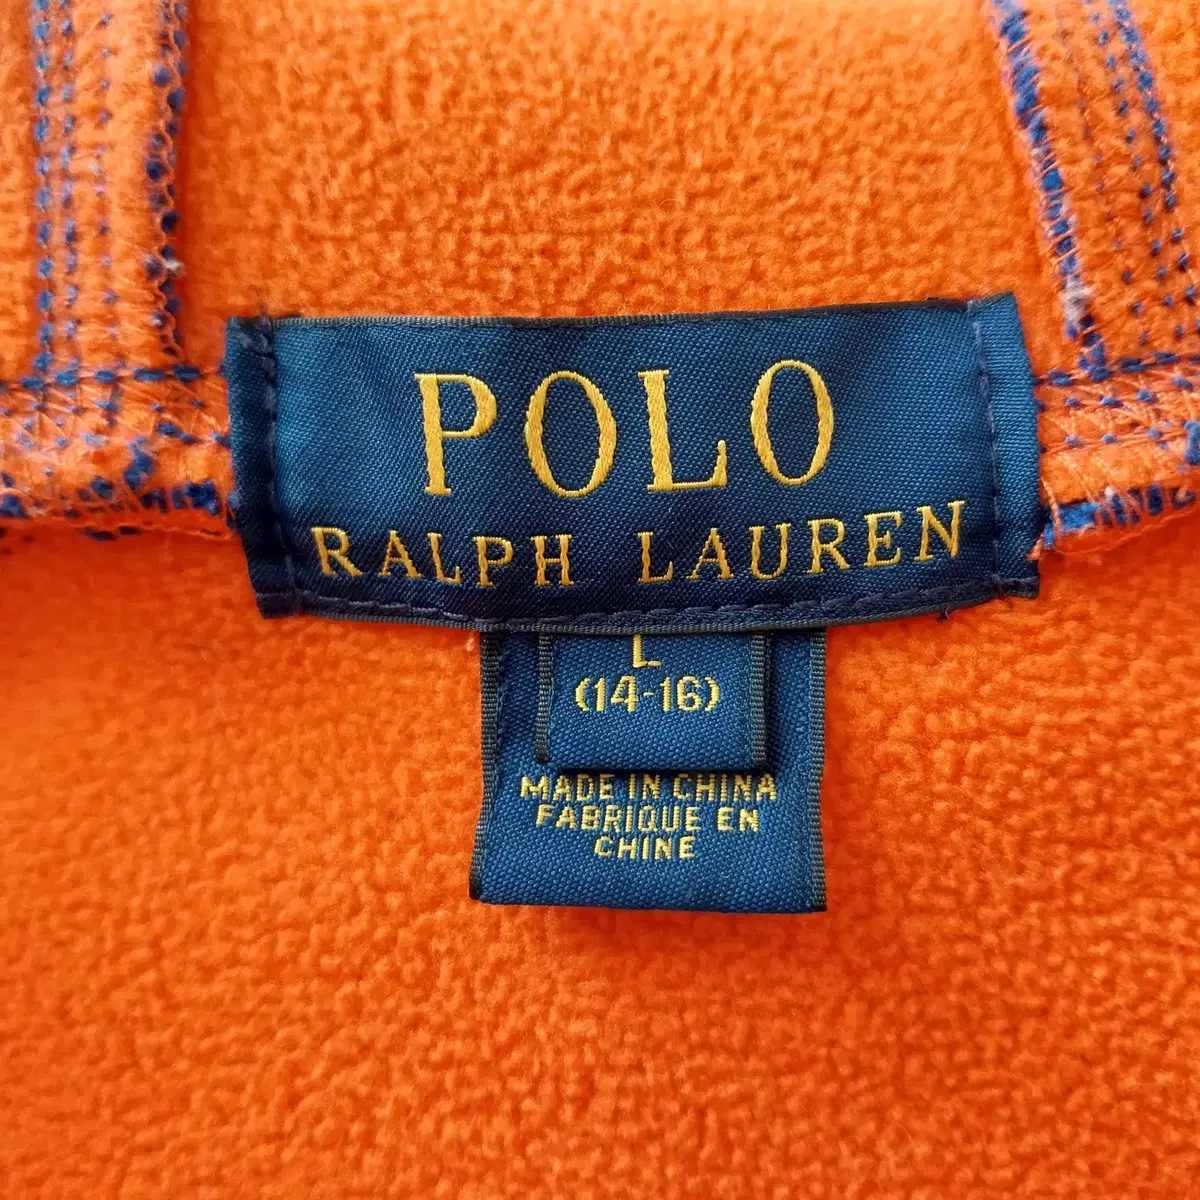 POLO
RALPH LAUREN
L
(14-16)
MADE IN CHINA
FABRIQUE EN
CHINE